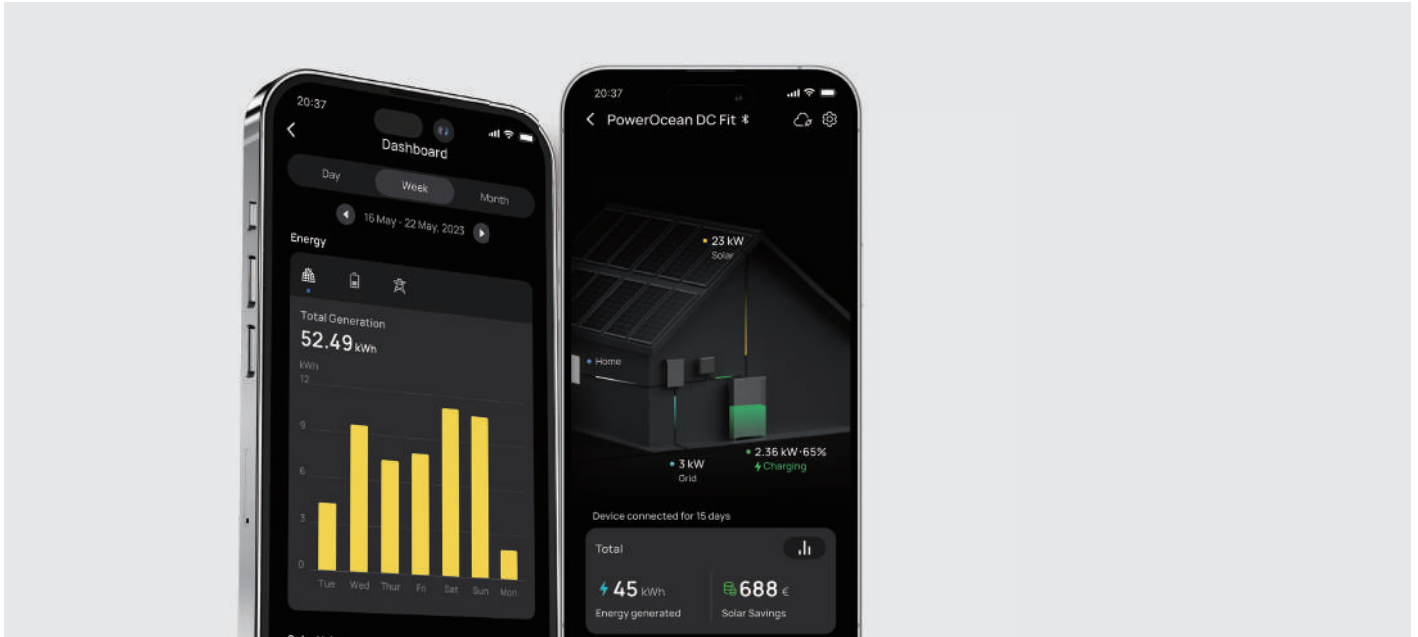 20:37
Dashboard
Day
Week
Month
16 May - 22 May, 2023
Energy
Total Generation
52.49 kWh
kWh
12
9
6
3
0
Tue Wed Thur Fri Sat Sun Mon
20:37
PowerOcean DC Fit
23 kW
Solar
Home
3 kW
Grid
2.36 kW·65%
Charging
Device connected for 15 days
Total
45 kWh
Energy generated
688 €
Solar Savings